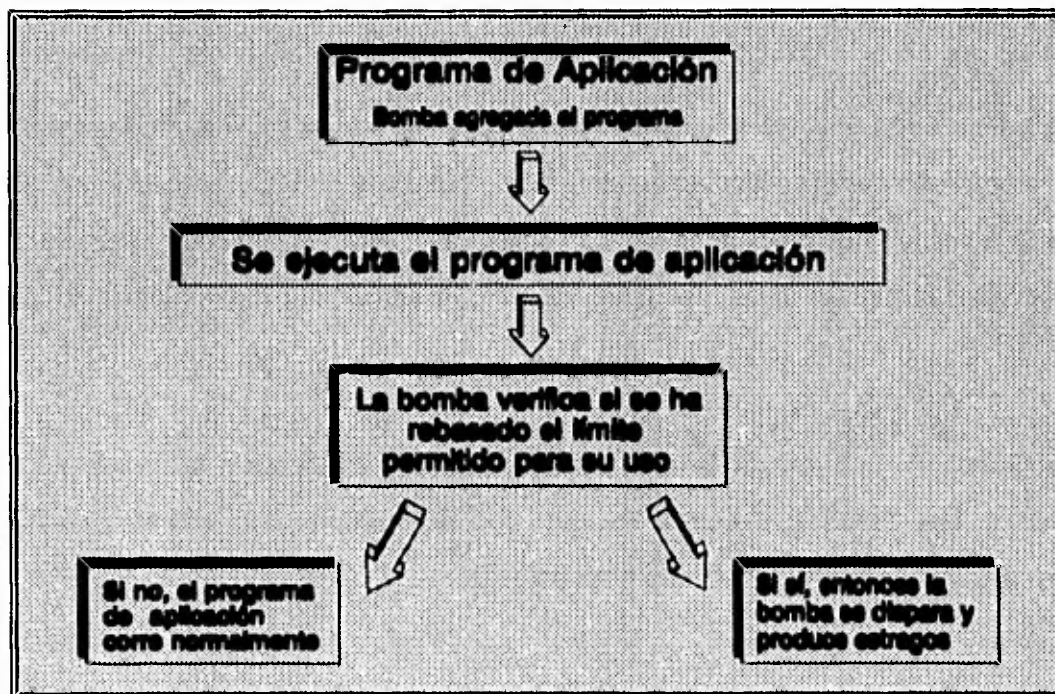 Programa de Aplicación
Bomba agregada al programa
Se ejecuta el programa de aplicación
La bomba verifica si se ha
rebasado el límite
permitido para su uso
Si no, el programa
de aplicación
corre normalmente
Si sí, entonces la
bomba se dispara y
produce estragos